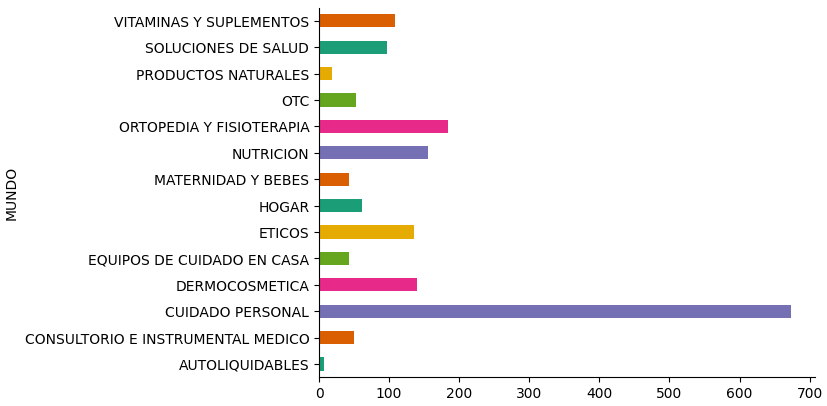 VITAMINAS Y SUPLEMENTOS
SOLUCIONES DE SALUD
PRODUCTOS NATURALES
OTC
ORTOPEDIA Y FISIOTERAPIA
NUTRICION
MATERNIDAD Y BEBES
HOGAR
ETICOS
EQUIPOS DE CUIDADO EN CASA
DERMOCOSMETICA
CUIDADO PERSONAL
CONSULTORIO E INSTRUMENTAL MEDICO
AUTOLIQUIDABLES
MUNDO
0 100 200 300 400 500 600 700